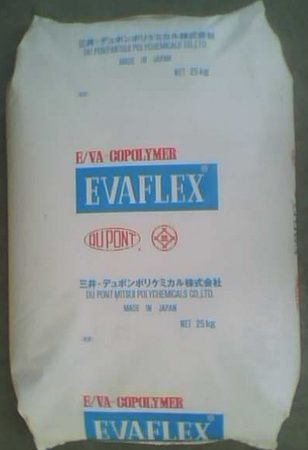 三井・デュポンポリケミカル株式会社
DU PONT-MITSUI POLYCHEMICALS CO.,LTD.
MADE IN JAPAN
NET 25kg
E/VA COPOLYMER
EVAFLEX®
DU PONT
三井・デュポンポリケミカル株式会社
DU PONT-MITSUI POLYCHEMICALS CO.,LTD.
MADE IN JAPAN
NET 25kg
E/VA COPOLYMER
EVAFLEX